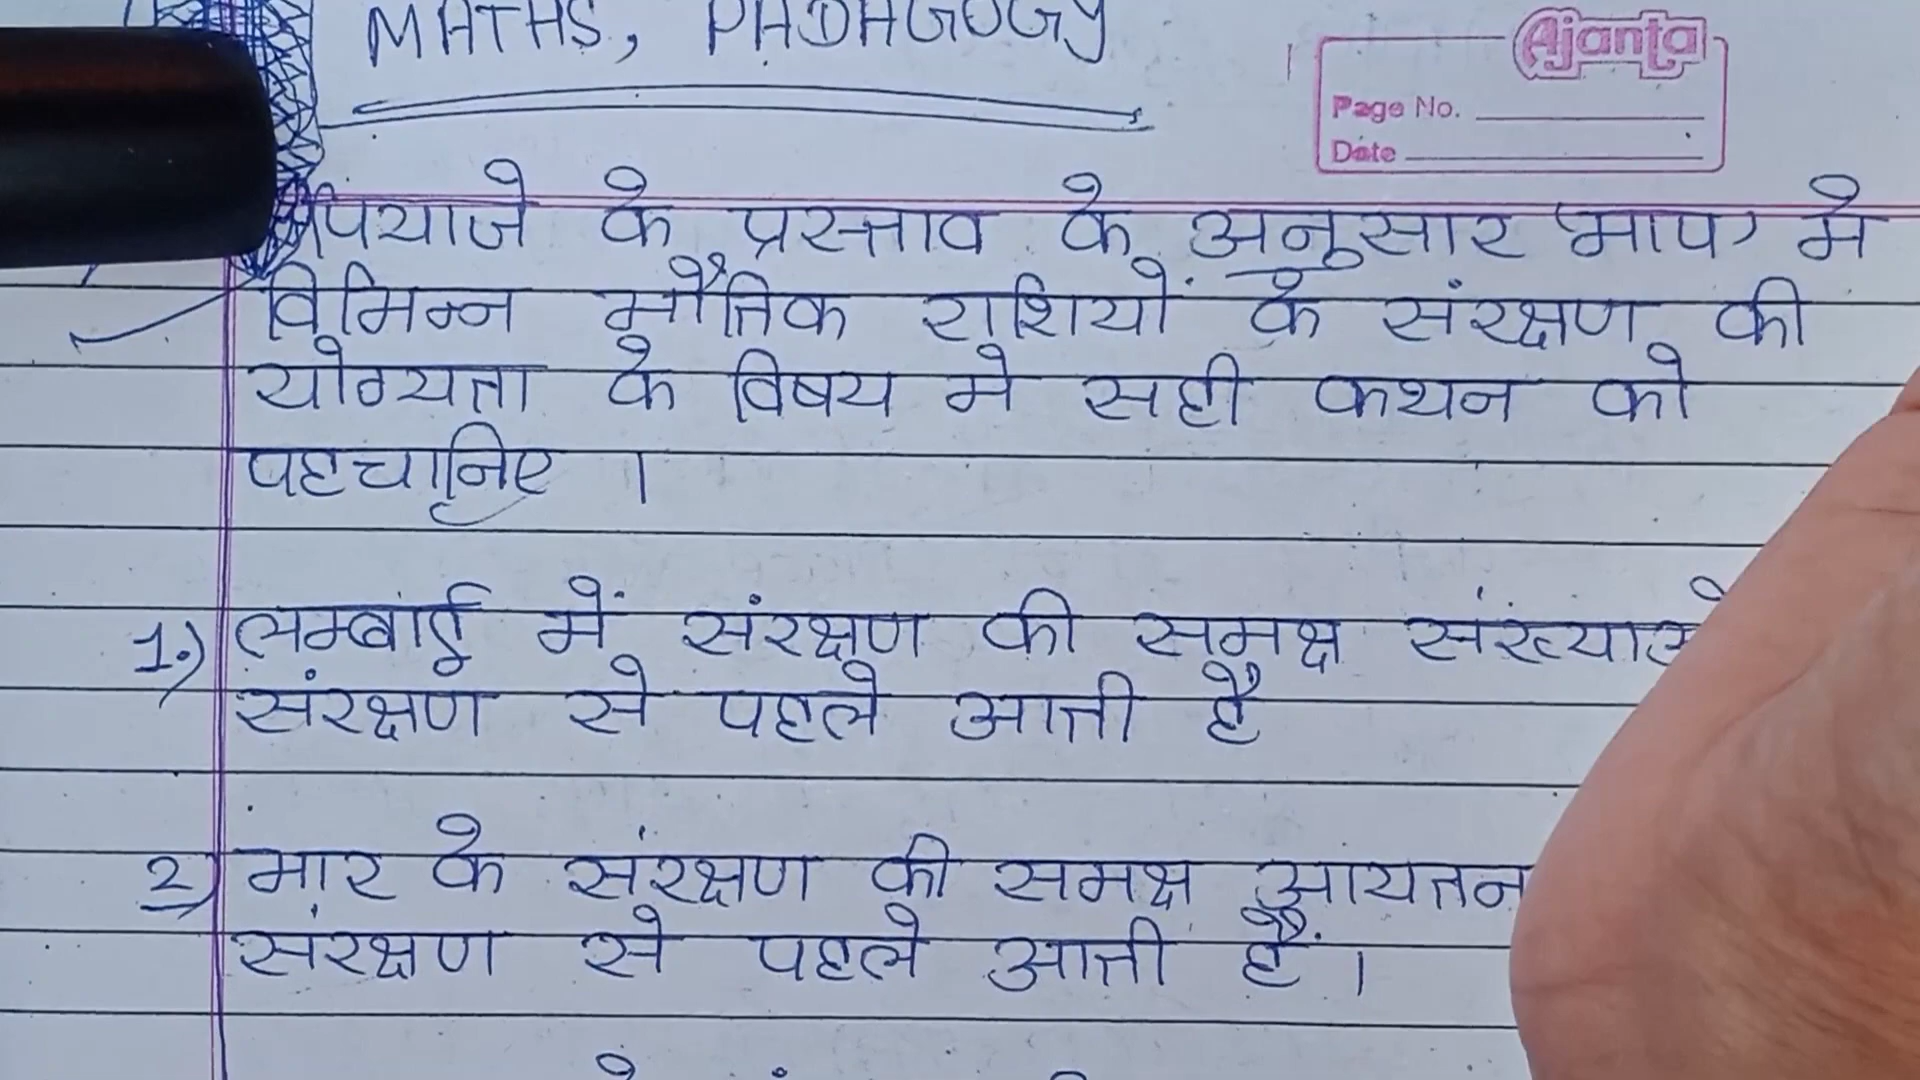 MATHS, PADAGOGY
Ajanta
Page No.
Date
पियाजे के प्रस्ताव के अनुसार 'माप' मे
विभिन्न भौतिक राशियों के संरक्षण की
योग्यता के विषय मे सही कथन को
पहचानिए ।
1.) लम्बाई में संरक्षण की समक्ष
संरक्षण से पहले आती है
2) भार के संरक्षण की समक्ष आयतन
संरक्षण से पहले आती है ।